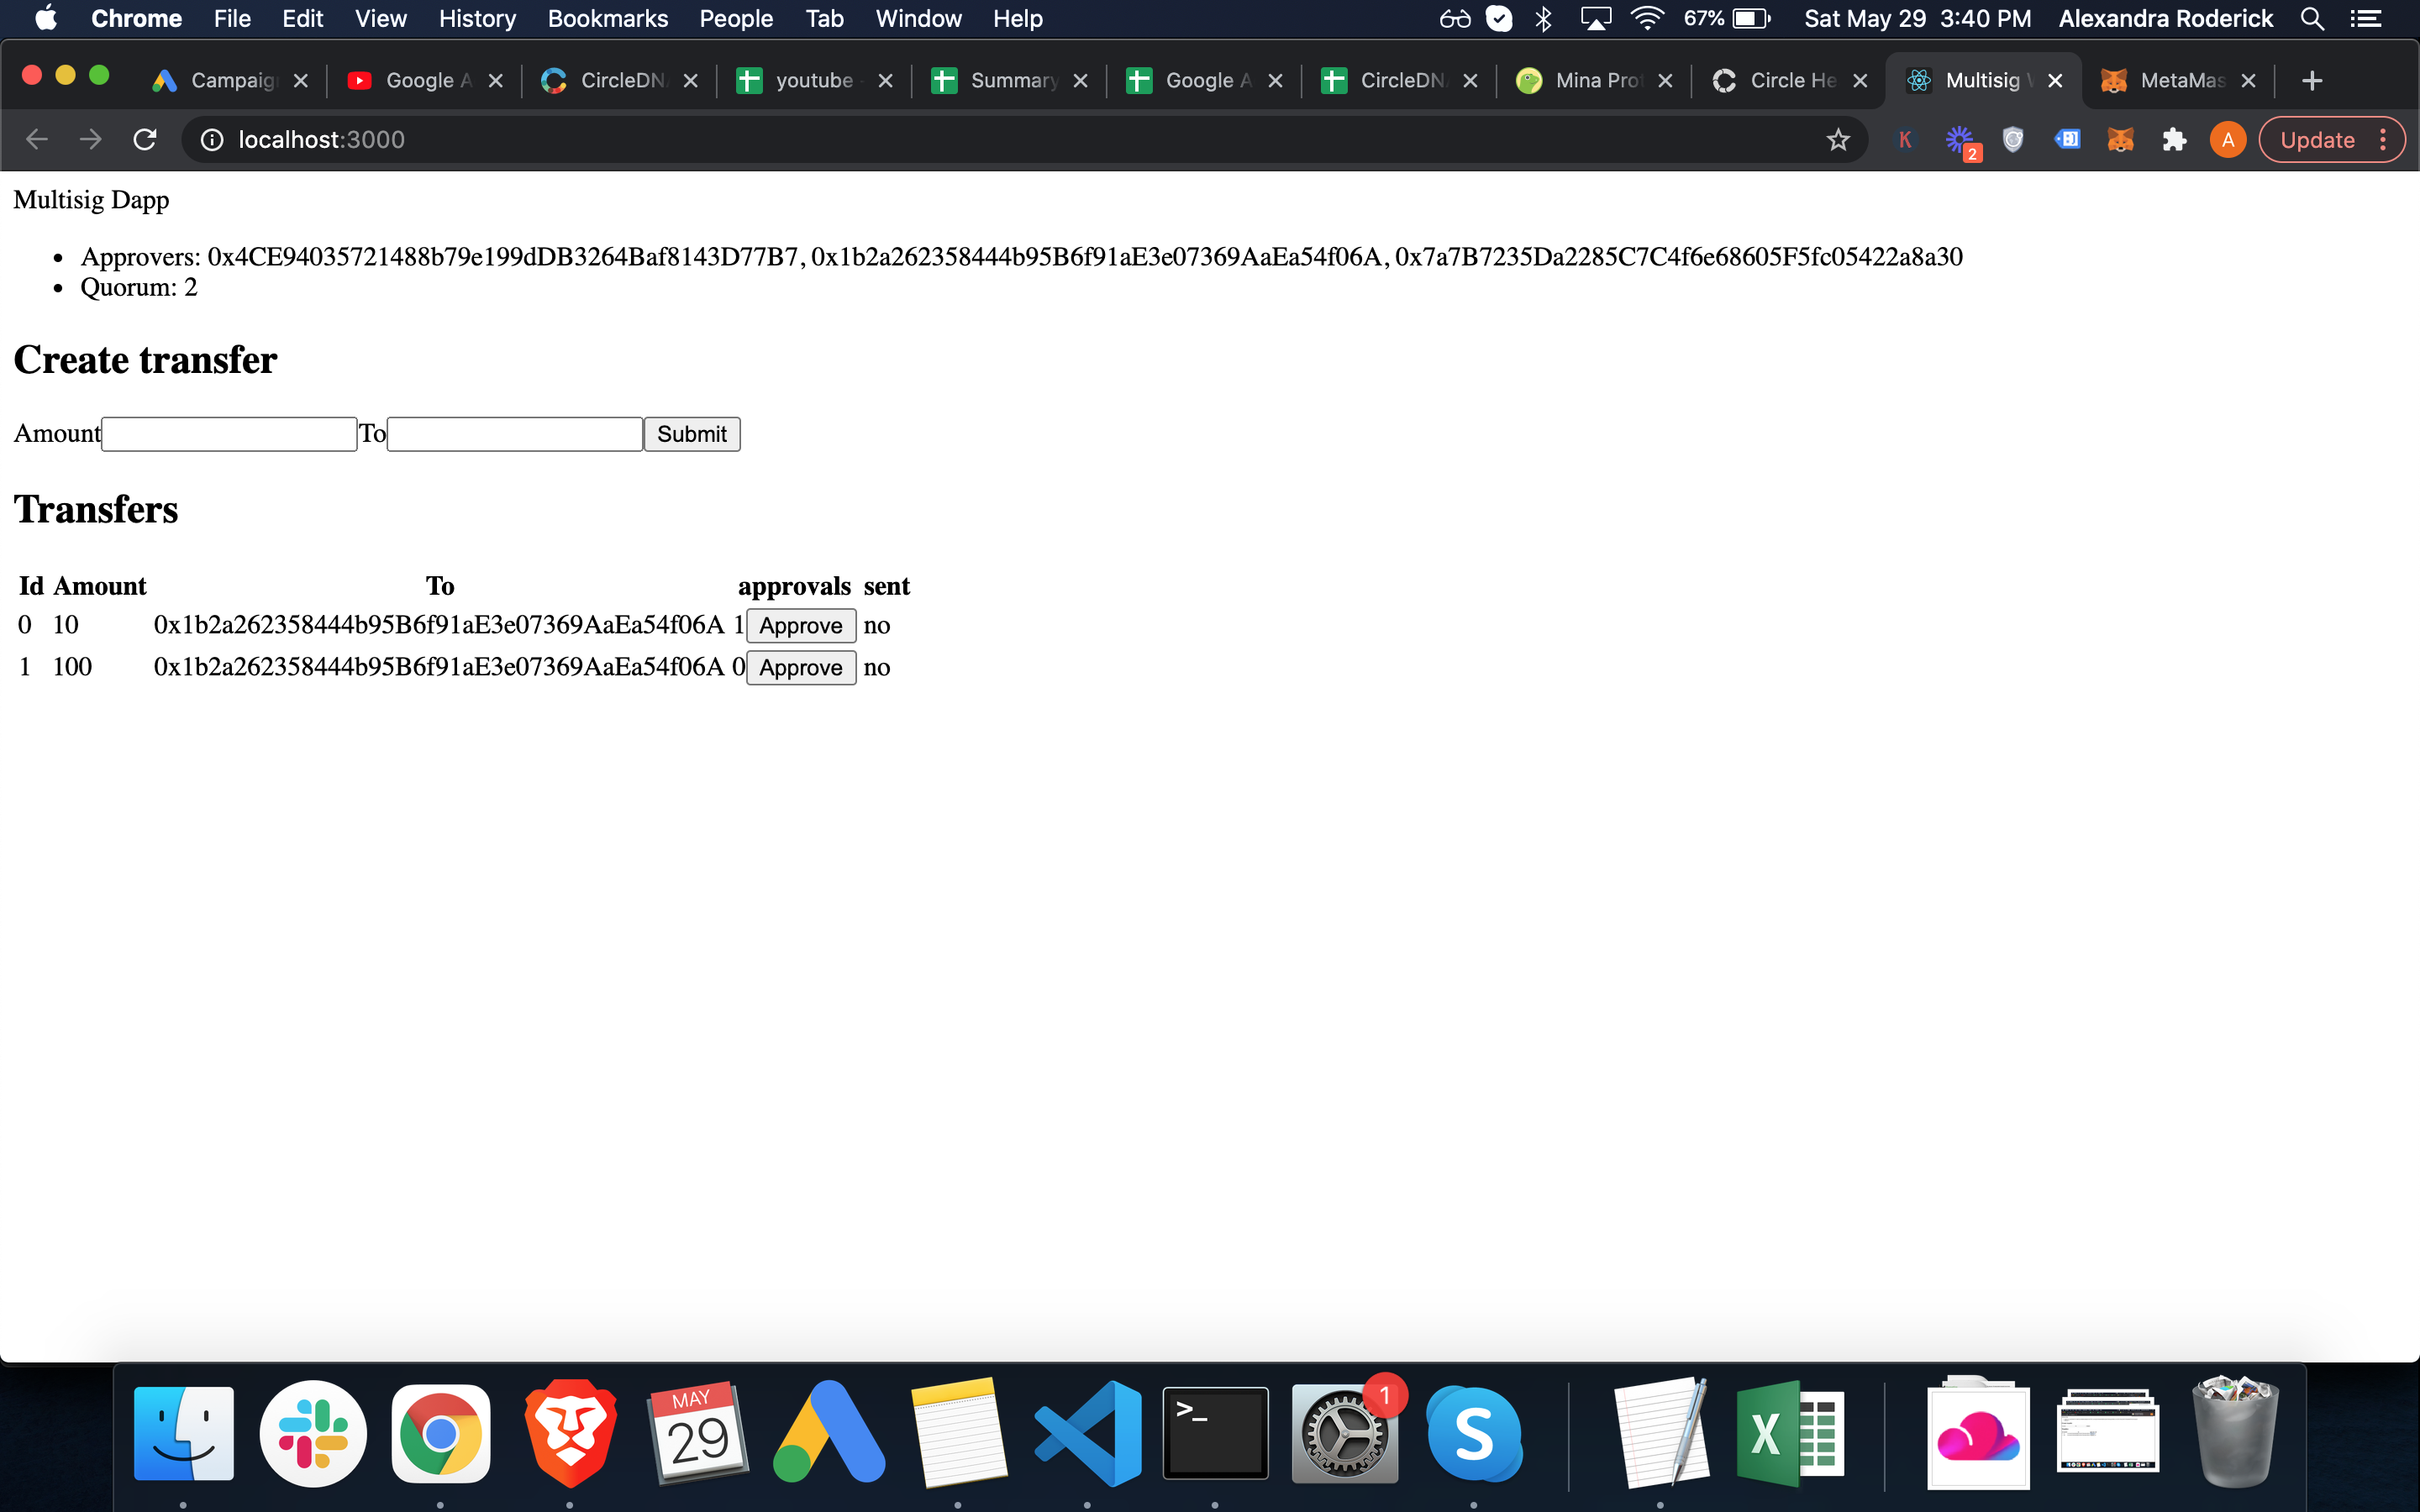 Chrome File Edit View History Bookmarks People Tab Window Help 67% Sat May 29 3:40 PM Alexandra Roderick
Campaig Google A CircleDN youtube - Summary Google A CircleDN Mina Prot Circle He Multisig MetaMas
localhost:3000 K 2 A Update
Multisig Dapp
Approvers: 0x4CE94035721488b79e199dDB3264Baf8143D77B7, 0x1b2a262358444b95B6f91aE3e07369AaEa54f06A, 0x7a7B7235Da2285C7C4f6e68605F5fc05422a8a30
Quorum: 2
Create transfer
Amount To Submit
Transfers
Id Amount To approvals sent
0 10 0x1b2a262358444b95B6f91aE3e07369AaEa54f06A 1 Approve no
1 100 0x1b2a262358444b95B6f91aE3e07369AaEa54f06A 0 Approve no
MAY
29
>_
1
S
X